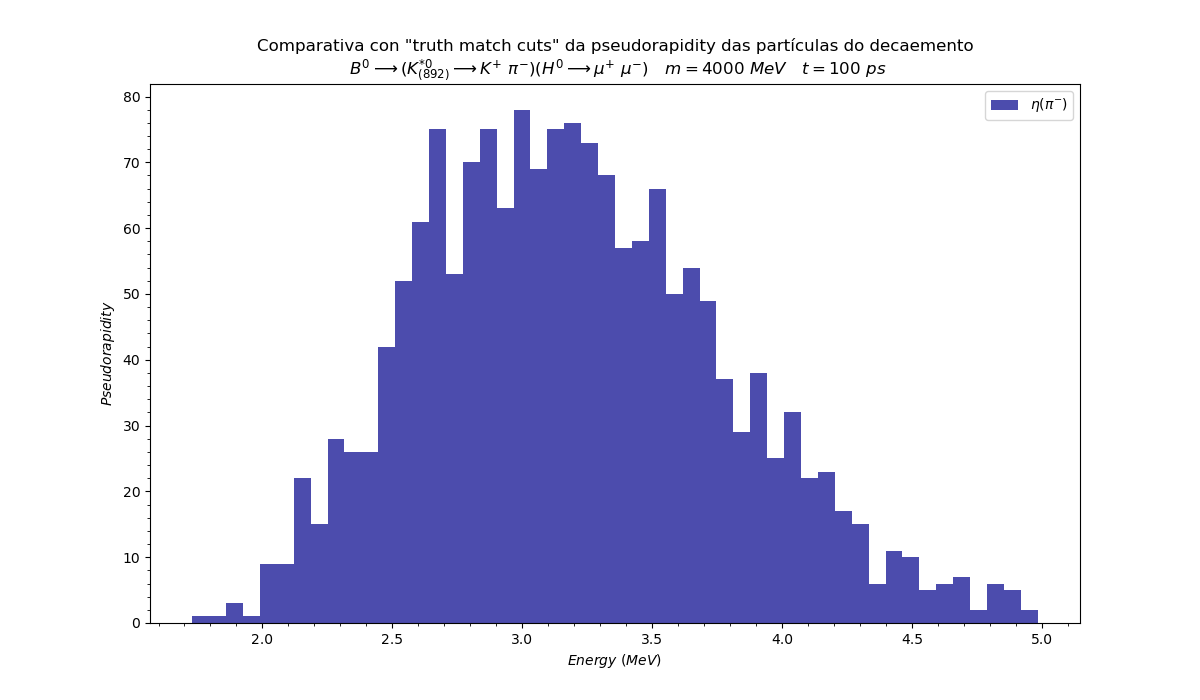 Comparativa con "truth match cuts" da pseudorapidity das partículas do decaemento
B⁰ ⟶ (K*⁰₍₈₉₂₎ ⟶ K⁺ π⁻)(H⁰ ⟶ μ⁺ μ⁻) m = 4000 MeV t = 100 ps
η(π⁻)
80
70
60
50
40
30
20
10
0
Pseudorapidity
2.0 2.5 3.0 3.5 4.0 4.5 5.0
Energy (MeV)